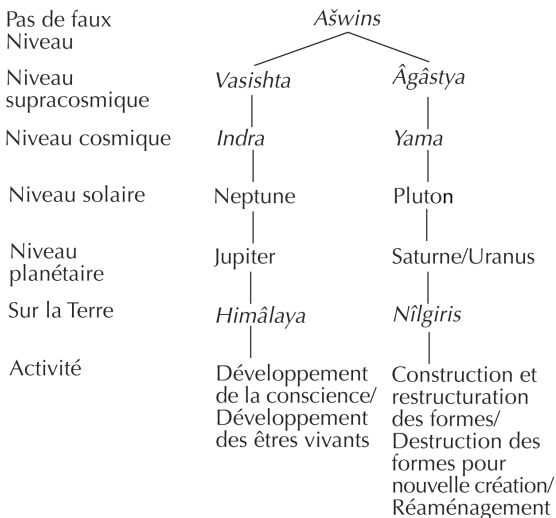 Pas de faux Ašwins
Niveau
Niveau Vasishta Âgâstya
supracosmique
Niveau cosmique Indra Yama
Niveau solaire Neptune Pluton
Niveau Jupiter Saturne/Uranus
planétaire
Sur la Terre Himâlaya Nîlgiris
Activité
Développement
de la conscience/
Développement
des êtres vivants
Construction et
restructuration
des formes/
Destruction des
formes pour
nouvelle création/
Réaménagement